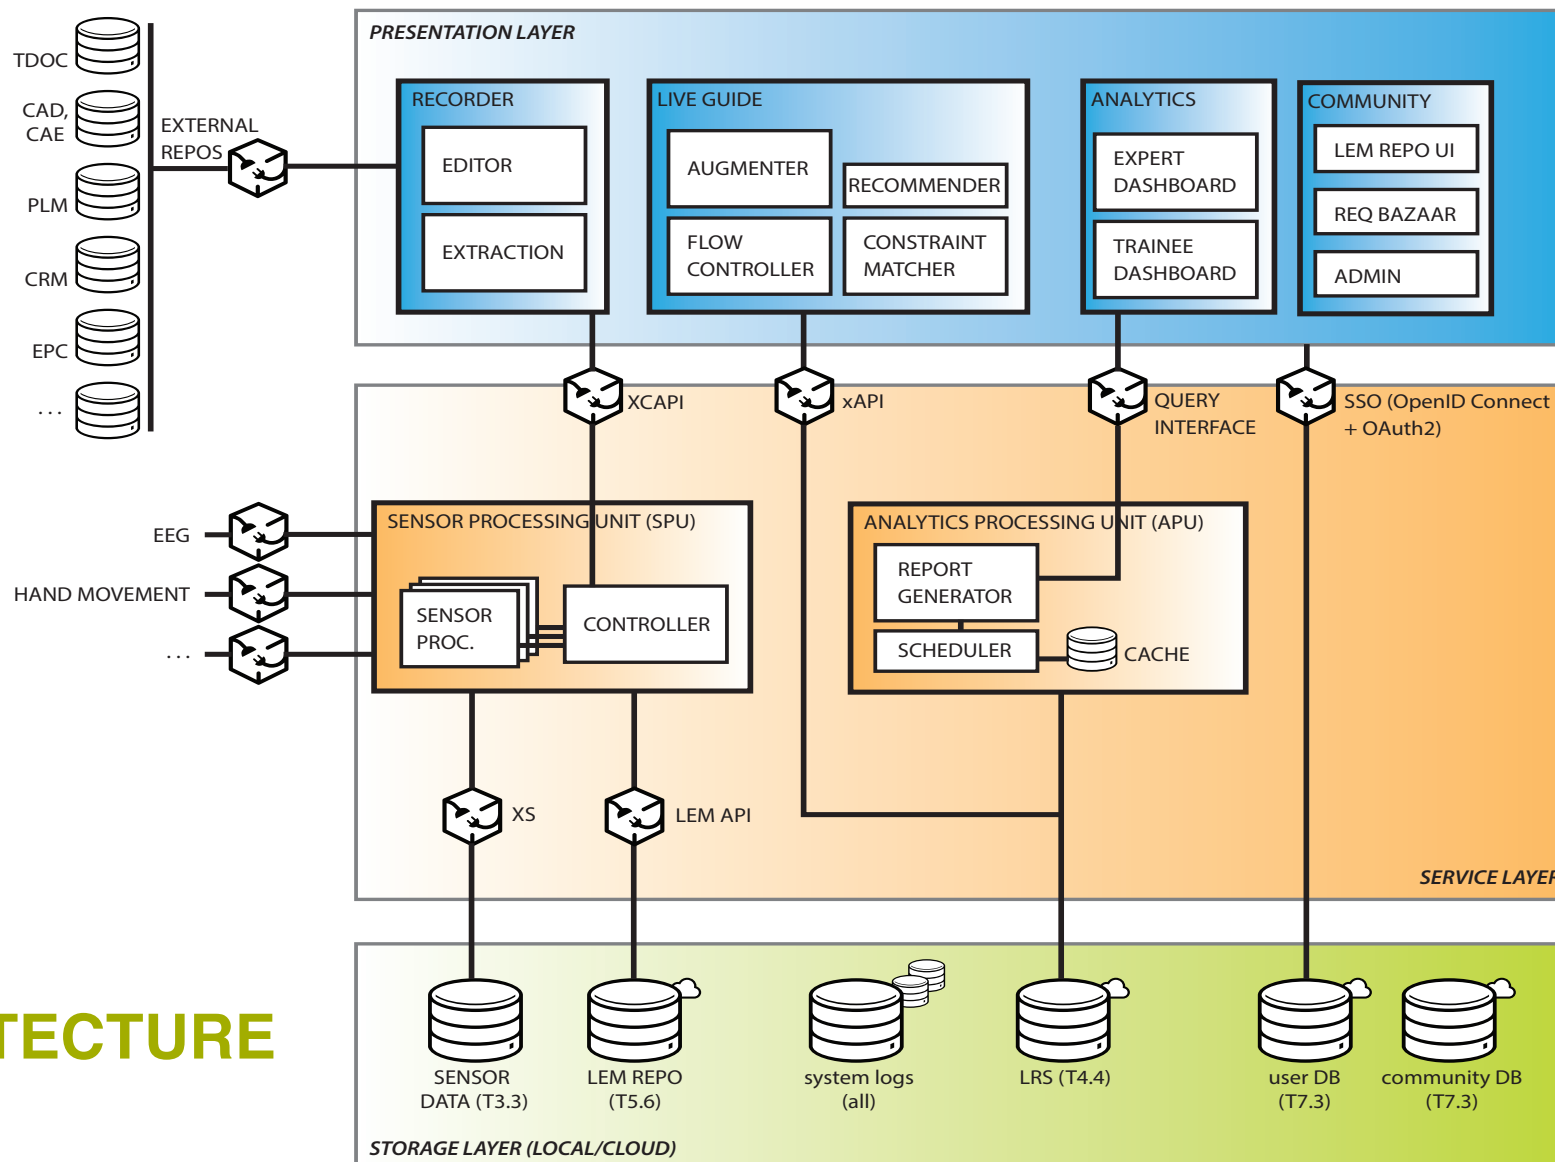 PRESENTATION LAYER
TDOC
CAD,
CAE
PLM
CRM
EPC
...
EXTERNAL
REPOS
RECORDER
EDITOR
EXTRACTION
LIVE GUIDE
AUGMENTER
RECOMMENDER
FLOW
CONTROLLER
CONSTRAINT
MATCHER
ANALYTICS
EXPERT
DASHBOARD
TRAINEE
DASHBOARD
COMMUNITY
LEM REPO UI
REQ BAZAAR
ADMIN
XCAPI
xAPI
QUERY
INTERFACE
SSO (OpenID Connect
+ OAuth2)
EEG
HAND MOVEMENT
...
SENSOR PROCESSING UNIT (SPU)
SENSOR
PROC.
CONTROLLER
ANALYTICS PROCESSING UNIT (APU)
REPORT
GENERATOR
SCHEDULER
CACHE
XS
LEM API
SERVICE LAYER
TECTURE
SENSOR
DATA (T3.3)
LEM REPO
(T5.6)
system logs
(all)
LRS (T4.4)
user DB
(T7.3)
community DB
(T7.3)
STORAGE LAYER (LOCAL/CLOUD)